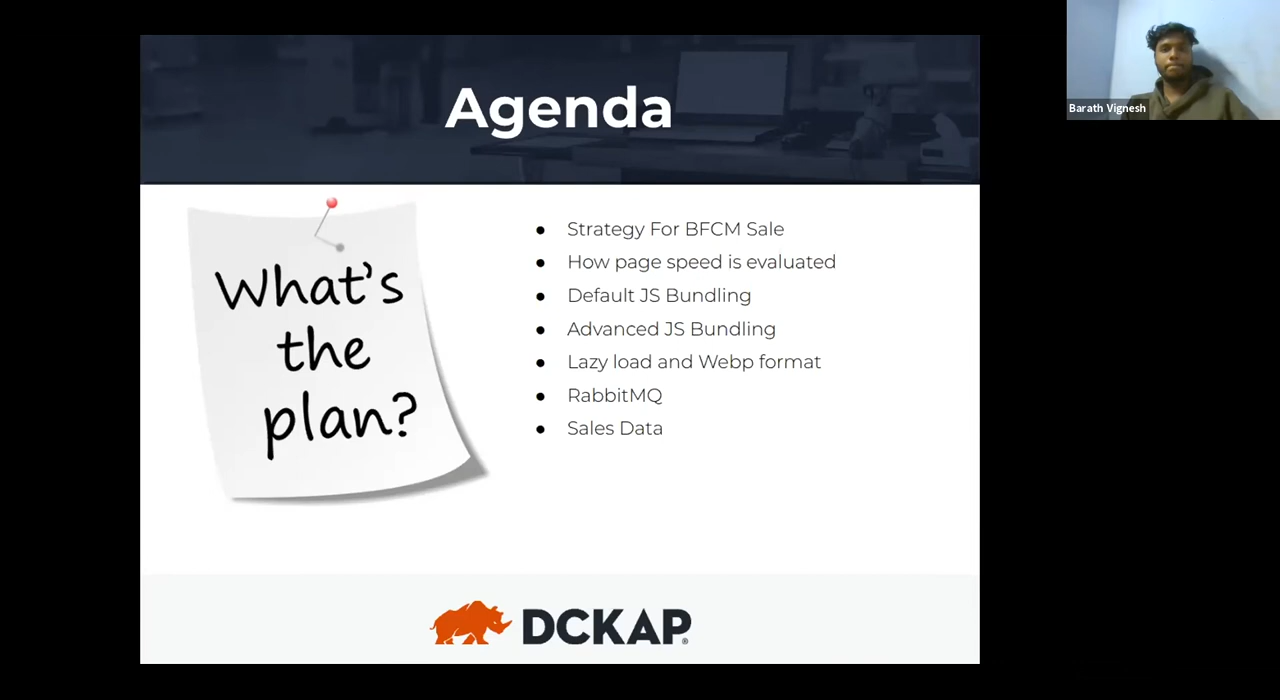 Agenda
What's
the
plan?
● Strategy For BFCM Sale
● How page speed is evaluated
● Default JS Bundling
● Advanced JS Bundling
● Lazy load and Webp format
● RabbitMQ
● Sales Data
DCKAP®
Barath Vignesh